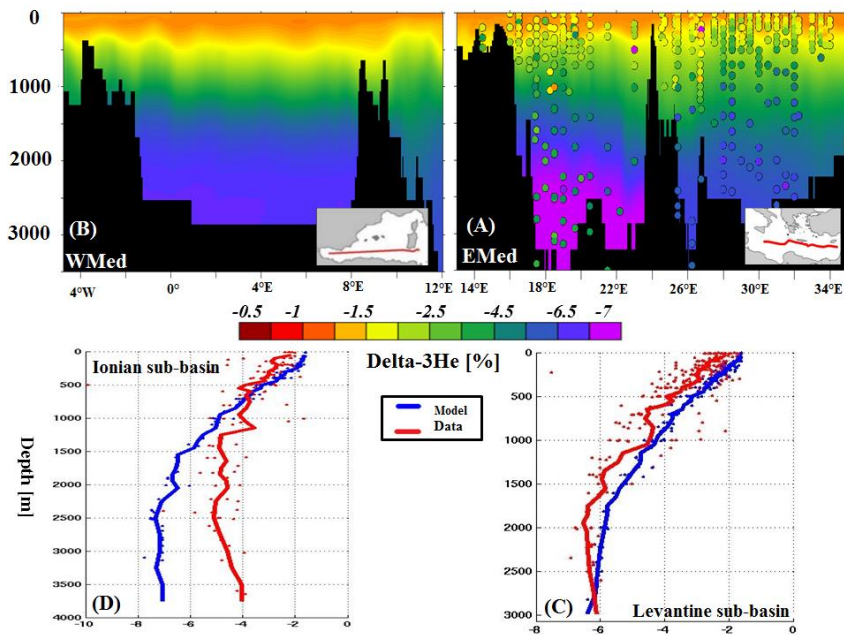 0
1000
2000
3000
(B)
WMed
(A)
EMed
4°W 0° 4°E 8°E 12°E
14°E 18°E 22°E 26°E 30°E 34°E
-0.5 -1 -1.5 -2.5 -4.5 -6.5 -7
Delta-3He [%]
Ionian sub-basin
Model
Data
Depth [m]
0
500
1000
1500
2000
2500
3000
3500
4000
-10 -8 -6 -4 -2 0
(D)
0
500
1000
1500
2000
2500
3000
-8 -6 -4 -2 0
(C)
Levantine sub-basin